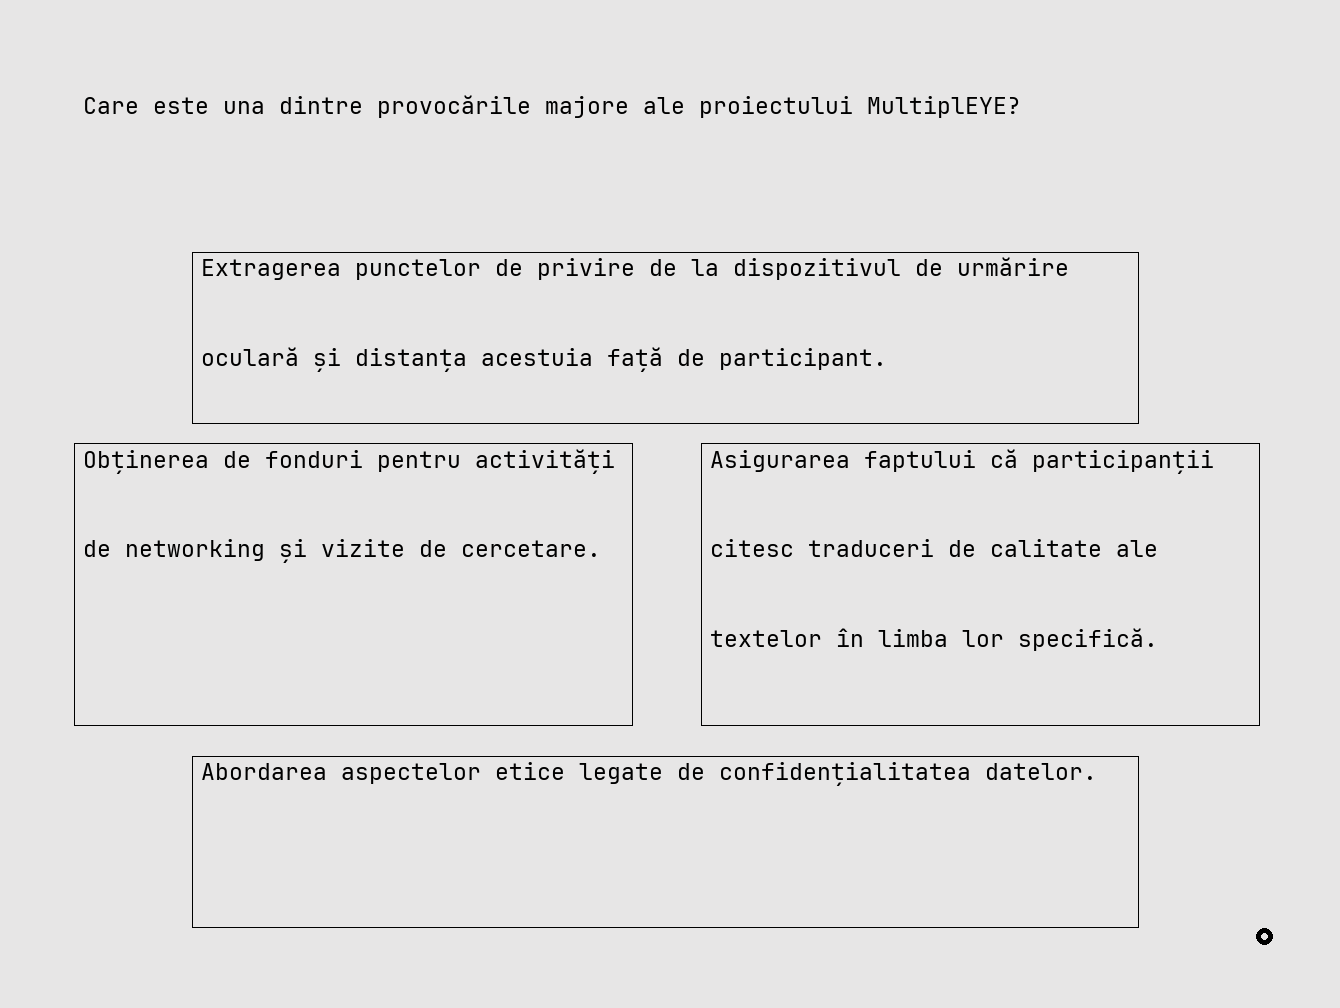 Care este una dintre provocările majore ale proiectului MultiplEYE?
Extragerea punctelor de privire de la dispozitivul de urmărire
oculară și distanța acestuia față de participant.
Obținerea de fonduri pentru activități
de networking și vizite de cercetare.
Asigurarea faptului că participanții
citesc traduceri de calitate ale
textelor în limba lor specifică.
Abordarea aspectelor etice legate de confidențialitatea datelor.